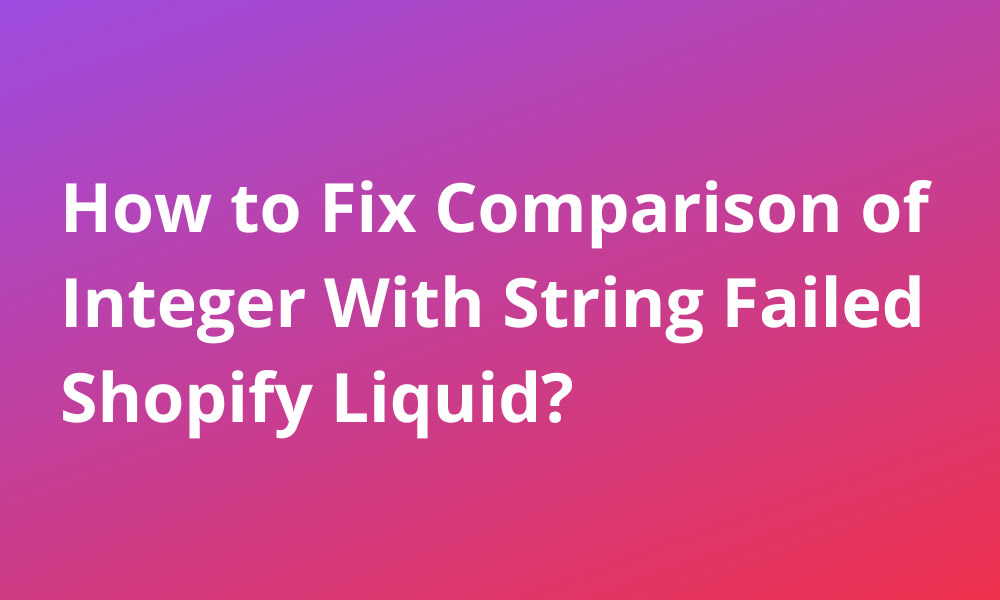 How to Fix Comparison of
Integer With String Failed
Shopify Liquid?